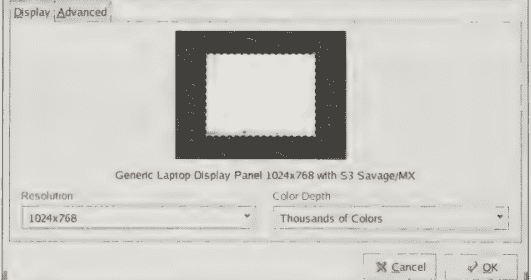 Display Advanced
Generic Laptop Display Panel 1024x768 with S3 Savage/MX
Resolution Color Depth
1024x768 Thousands of Colors
Cancel OK